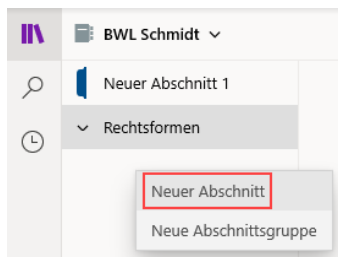 BWL Schmidt
Neuer Abschnitt 1
Rechtsformen
Neuer Abschnitt
Neue Abschnittsgruppe